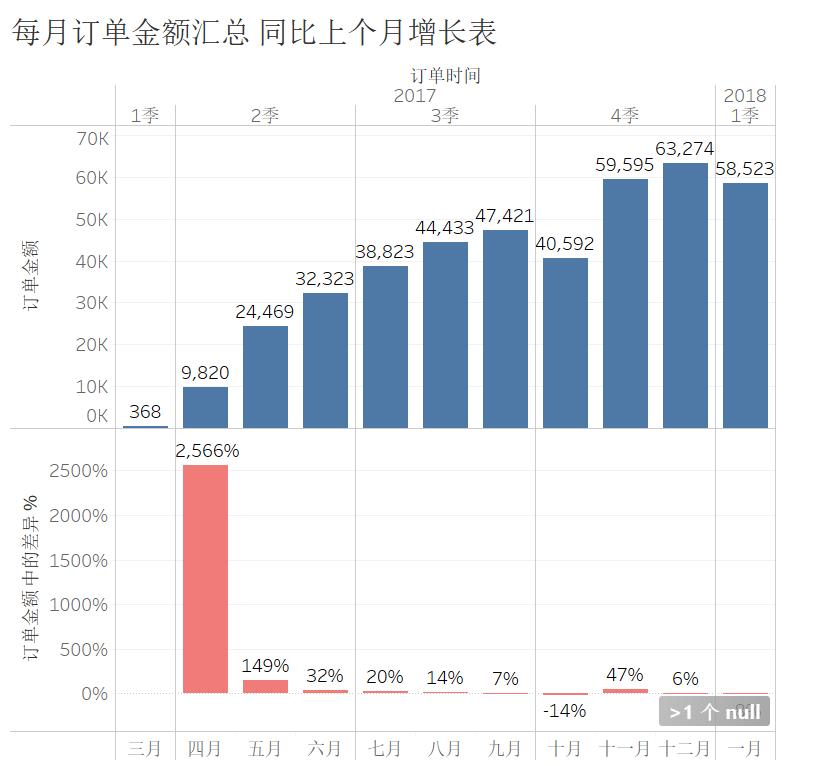 每月订单金额汇总 同比上个月增长表
订单时间
2017 2018
1季 2季 3季 4季 1季
订单金额
70K
60K
50K
40K
30K
20K
10K
0K
368 9,820 24,469 32,323 38,823 44,433 47,421 40,592 59,595 63,274 58,523
订单金额 中的差异 %
2500%
2000%
1500%
1000%
500%
0%
2,566% 149% 32% 20% 14% 7% -14% 47% 6%
>1 个 null
三月 四月 五月 六月 七月 八月 九月 十月 十一月 十二月 一月